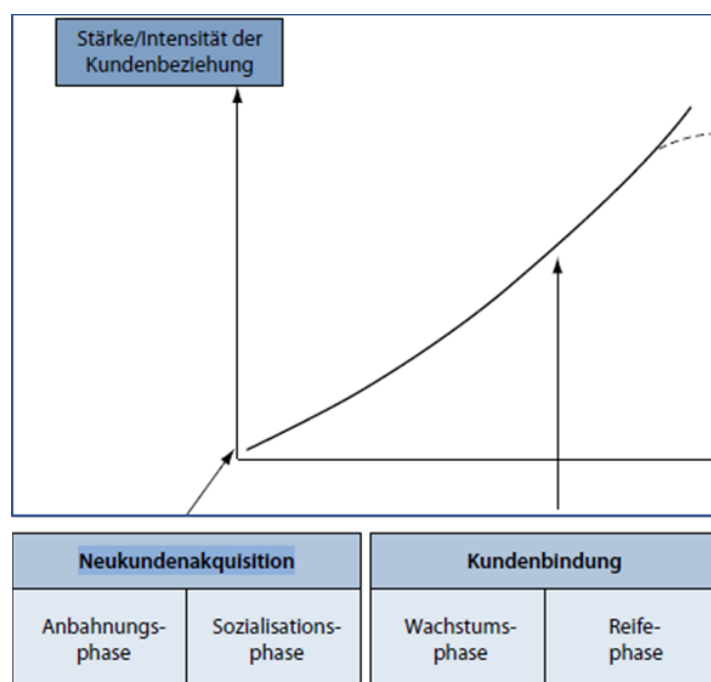 Stärke/Intensität der
Kundenbeziehung
Neukundenakquisition
Kundenbindung
Anbahnungs-
phase
Sozialisations-
phase
Wachstums-
phase
Reife-
phase